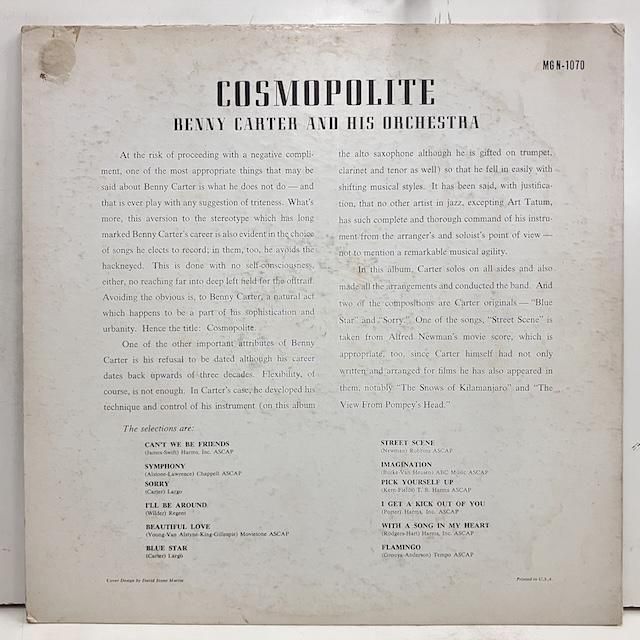 MG N-1070
COSMOPOLITE
BENNY CARTER AND HIS ORCHESTRA
At the risk of proceeding with a negative compli-
ment, one of the most appropriate things that may be
said about Benny Carter is what he does not do — and
that is ever play with any suggestion of triteness. What's
more, this aversion to the stereotype which has long
marked Benny Carter's career is also evident in the choice
of songs he elects to record; in them, too, he avoids the
hackneyed. This is done with no self-consciousness,
either, no reaching far into deep left field for the offtrail.
Avoiding the obvious is, to Benny Carter, a natural act
which happens to be a part of his sophistication and
urbanity. Hence the title: Cosmopolite.
One of the other important attributes of Benny
Carter is his refusal to be dated although his career
dates back upwards of three decades. Flexibility, of
course, is not enough. In Carter's case, he developed his
technique and control of his instrument (on this album
the alto saxophone although he is gifted on trumpet,
clarinet and tenor as well) so that he fell in easily with
shifting musical styles. It has been said, with justifica-
tion, that no other artist in jazz, excepting Art Tatum,
has such complete and thorough command of his instru-
ment from the arranger's and soloist's point of view —
not to mention a remarkable musical agility.
In this album, Carter solos on all sides and also
made all the arrangements and conducted the band. And
two of the compositions are Carter originals — "Blue
Star" and "Sorry." One of the songs, "Street Scene" is
taken from Alfred Newman's movie score, which is
appropriate, too, since Carter himself had not only
written and arranged for films he has also appeared in
them, notably "The Snows of Kilamanjaro" and "The
View From Pompey's Head."
The selections are:
CAN'T WE BE FRIENDS
(James-Swift) Harms, Inc. ASCAP
SYMPHONY
(Alstone-Lawrence) Chappell ASCAP
SORRY
(Carter) Largo
I'LL BE AROUND
(Wilder) Regent
BEAUTIFUL LOVE
(Young-Van Alstyne-King-Gillespie) Movietone ASCAP
BLUE STAR
(Carter) Largo
STREET SCENE
(Newman) Robbins ASCAP
IMAGINATION
(Burke-Van Heusen) ABC Music ASCAP
PICK YOURSELF UP
(Kern-Fields) T. B. Harms ASCAP
I GET A KICK OUT OF YOU
(Porter) Harms, Inc. ASCAP
WITH A SONG IN MY HEART
(Rodgers-Hart) Harms, Inc. ASCAP
FLAMINGO
(Grouya-Anderson) Tempo ASCAP
Cover Design by David Stone Martin
Printed in U.S.A.